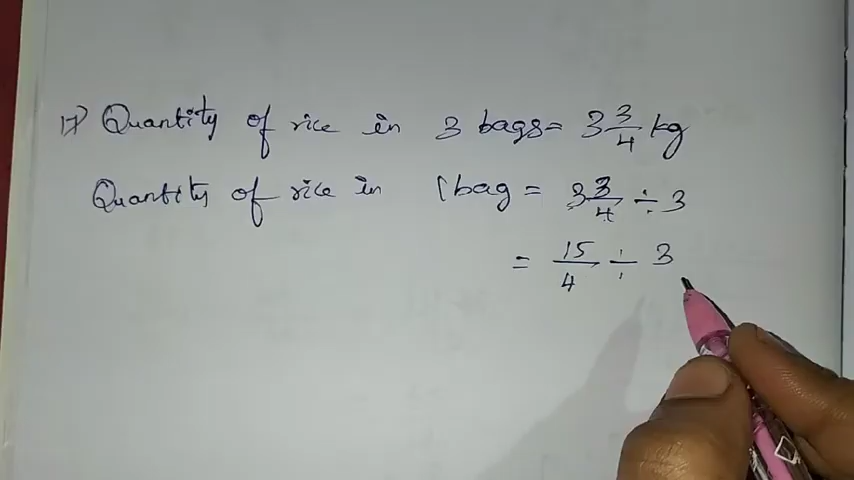 17) Quantity of rice in 3 bags = 3 3/4 kg
Quantity of rice in 1 bag = 3 3/4 ÷ 3
= 15/4 ÷ 3